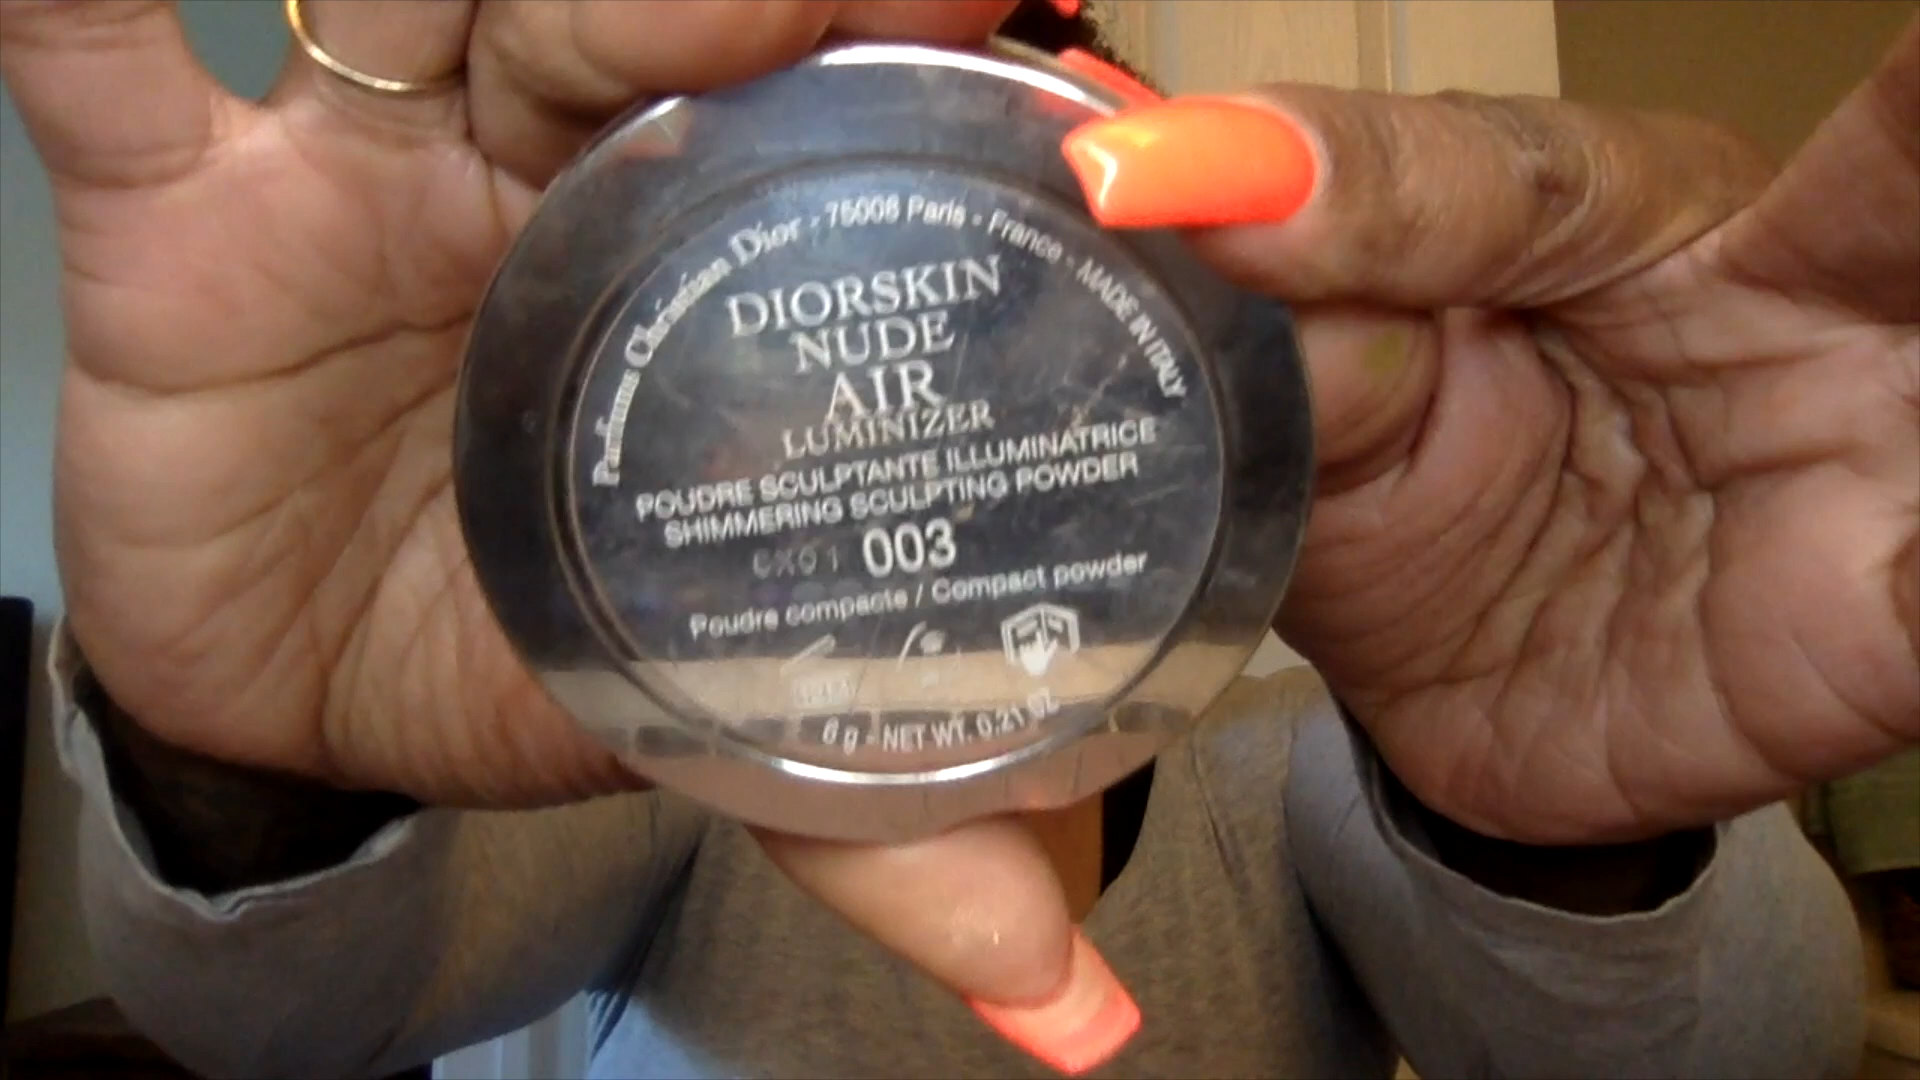 Parfums Christian Dior - 75008 Paris - France - MADE IN ITALY
DIORSKIN
NUDE
AIR
LUMINIZER
POUDRE SCULPTANTE ILLUMINATRICE
SHIMMERING SCULPTING POWDER
003
Poudre compacte / Compact powder
6 g - NET WT. 0.21 OZ